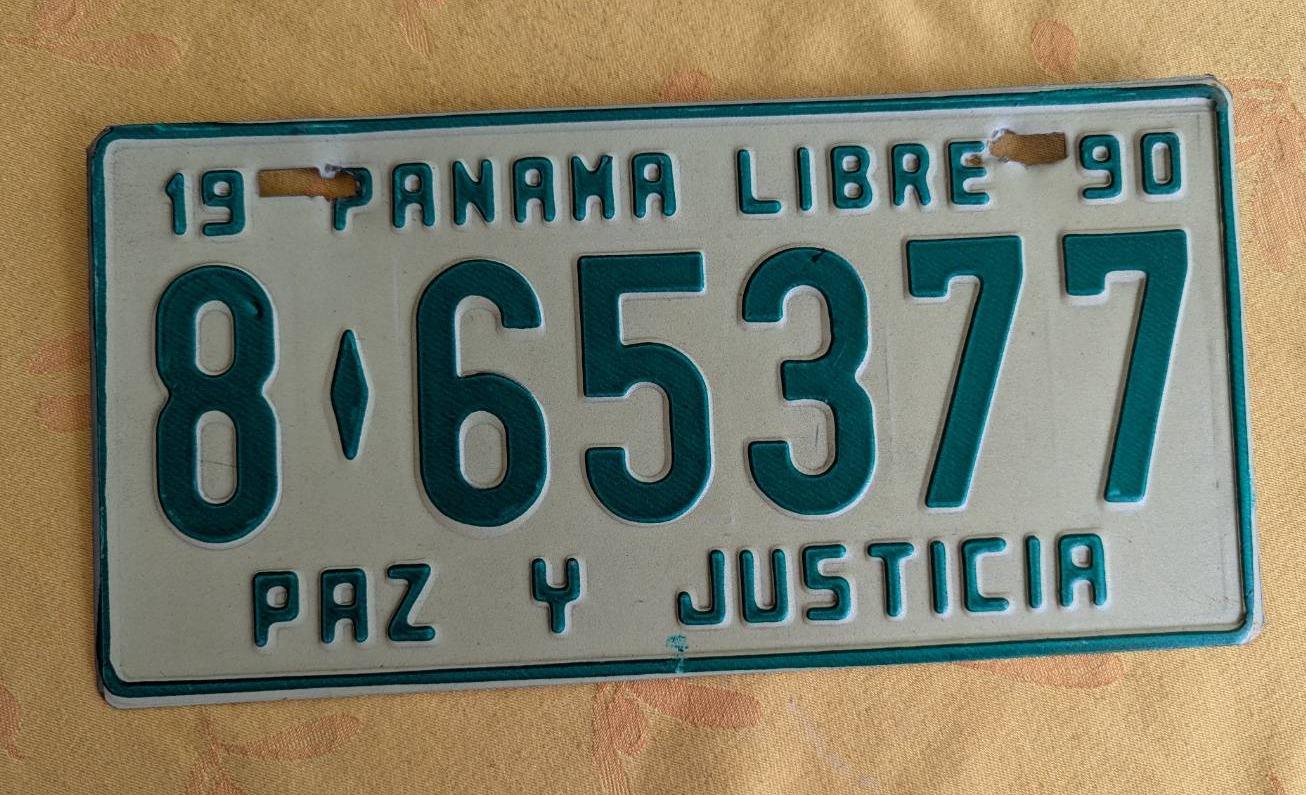 19 PANAMA LIBRE 90
8♦65377
PAZ Y JUSTICIA